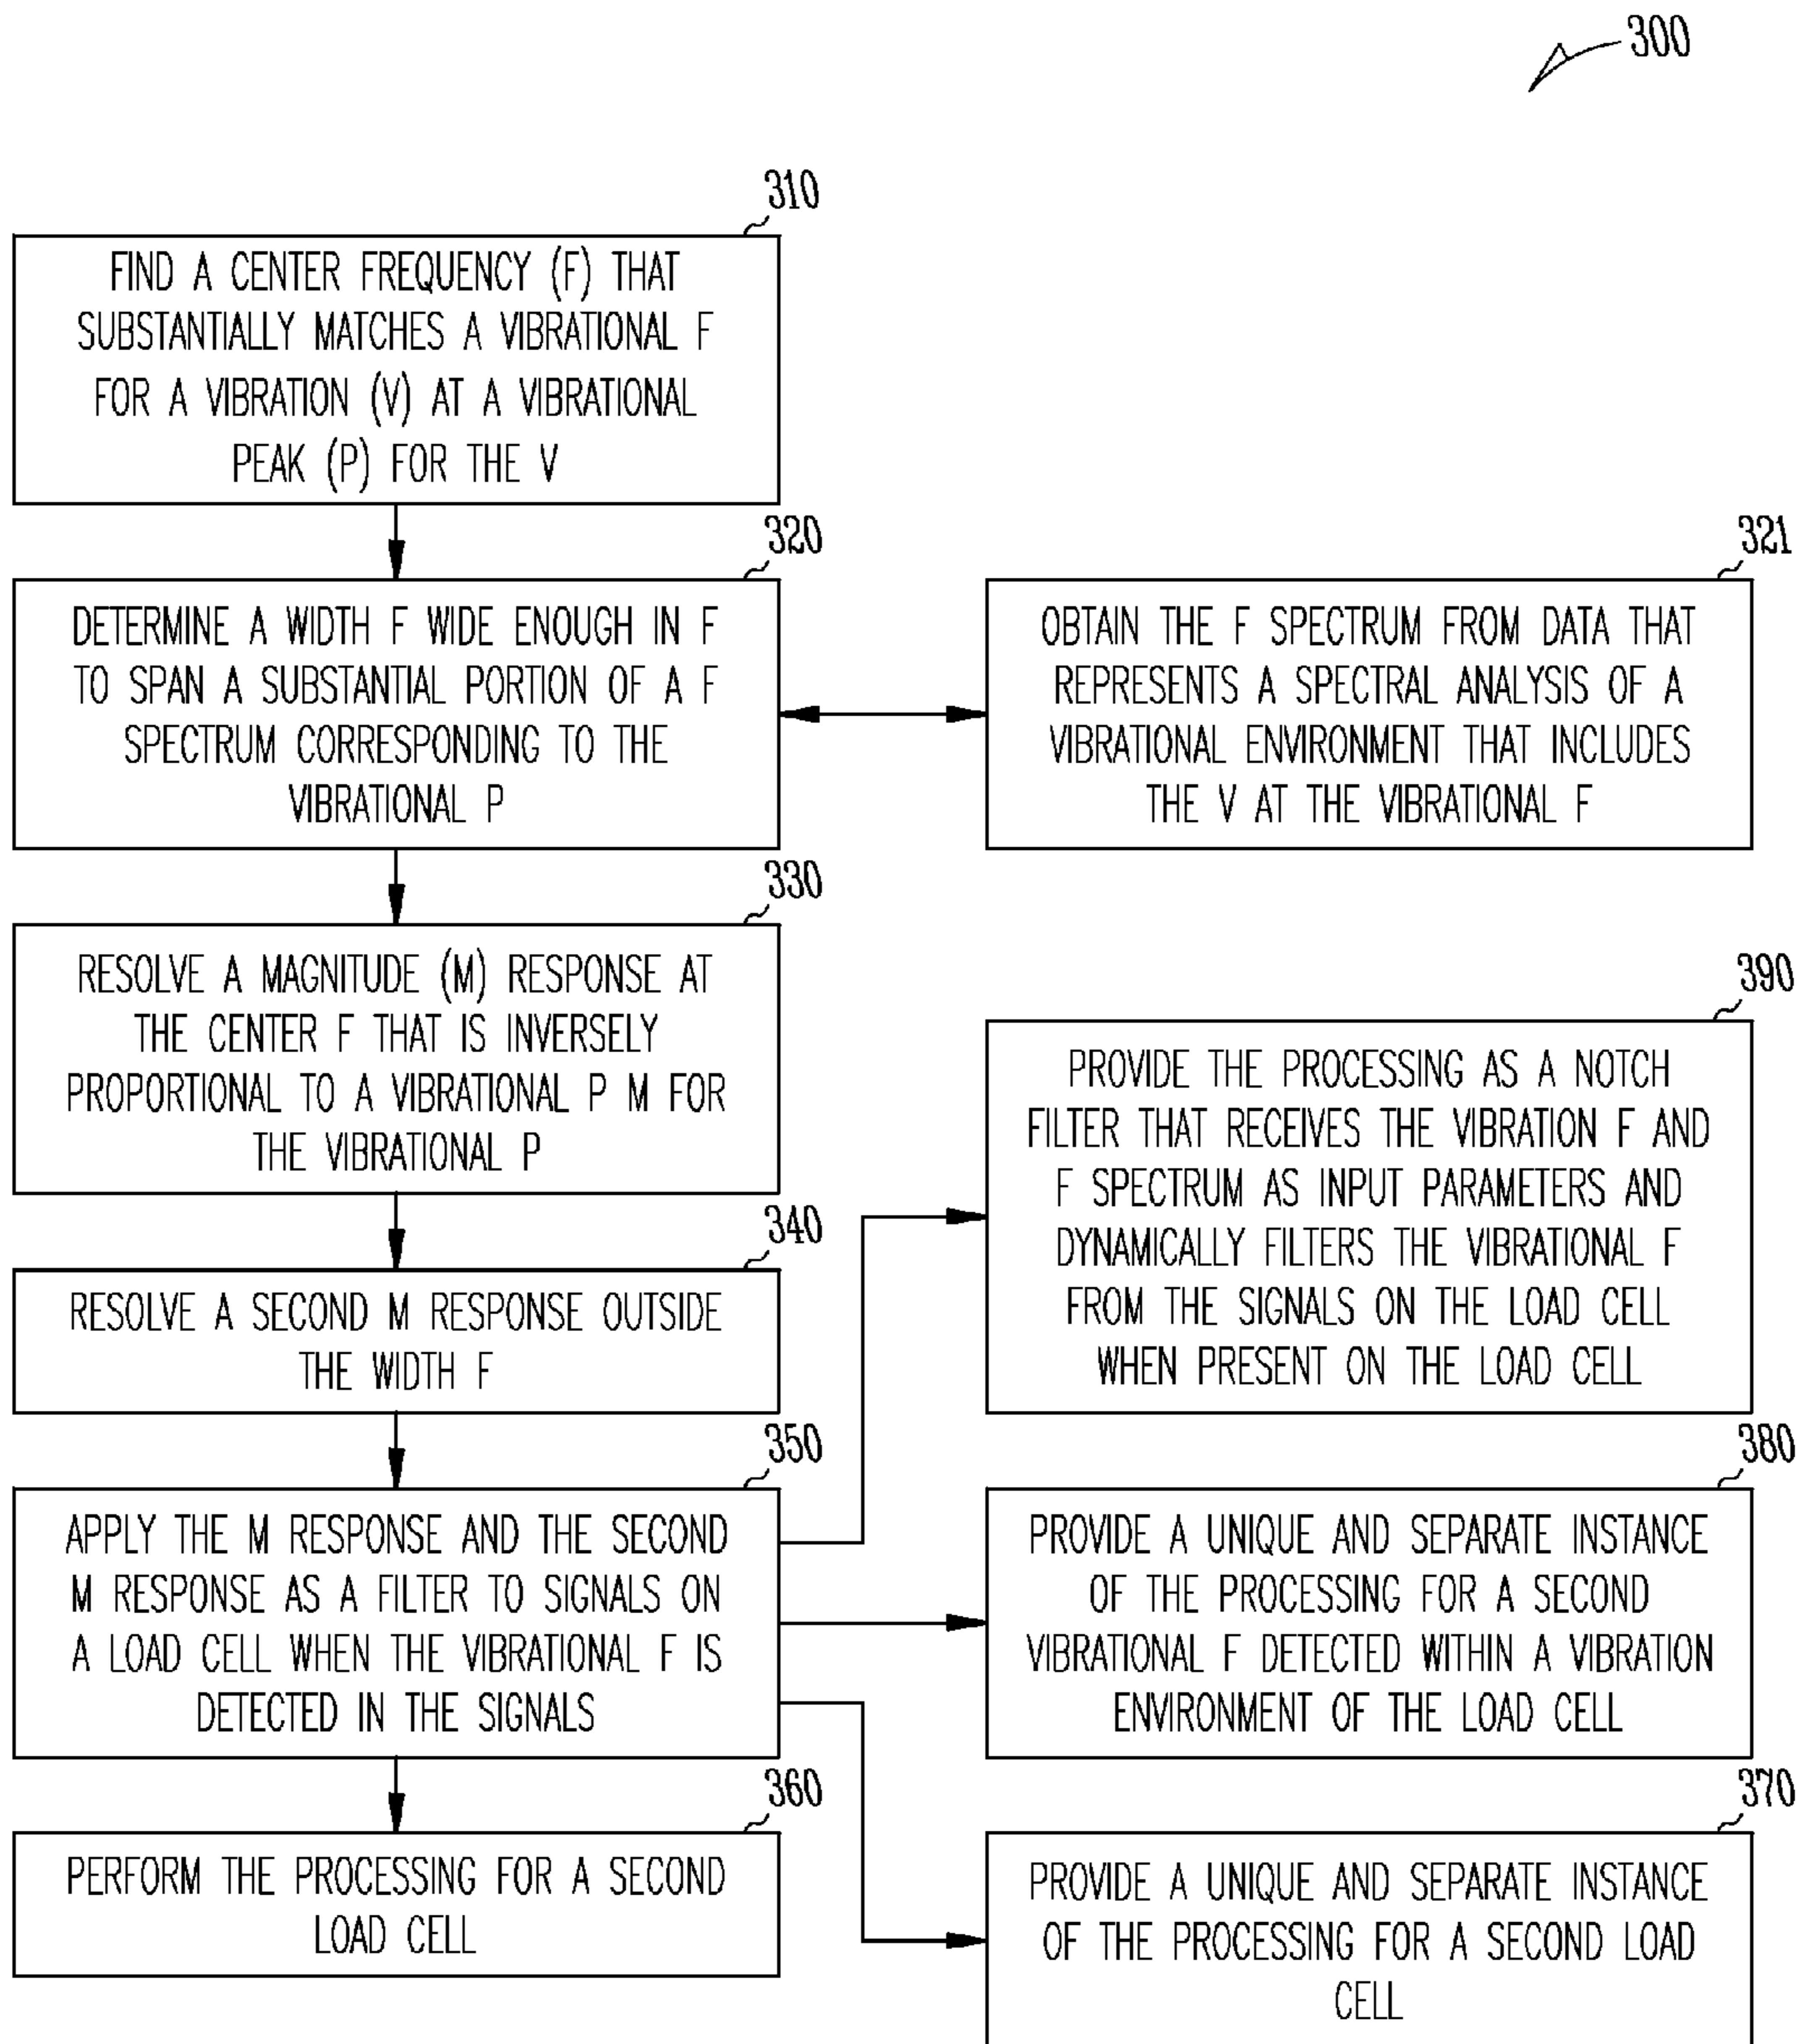 300
310
FIND A CENTER FREQUENCY (F) THAT
SUBSTANTIALLY MATCHES A VIBRATIONAL F
FOR A VIBRATION (V) AT A VIBRATIONAL
PEAK (P) FOR THE V
320
DETERMINE A WIDTH F WIDE ENOUGH IN F
TO SPAN A SUBSTANTIAL PORTION OF A F
SPECTRUM CORRESPONDING TO THE
VIBRATIONAL P
321
OBTAIN THE F SPECTRUM FROM DATA THAT
REPRESENTS A SPECTRAL ANALYSIS OF A
VIBRATIONAL ENVIRONMENT THAT INCLUDES
THE V AT THE VIBRATIONAL F
330
RESOLVE A MAGNITUDE (M) RESPONSE AT
THE CENTER F THAT IS INVERSELY
PROPORTIONAL TO A VIBRATIONAL P M FOR
THE VIBRATIONAL P
340
RESOLVE A SECOND M RESPONSE OUTSIDE
THE WIDTH F
350
APPLY THE M RESPONSE AND THE SECOND
M RESPONSE AS A FILTER TO SIGNALS ON
A LOAD CELL WHEN THE VIBRATIONAL F IS
DETECTED IN THE SIGNALS
360
PERFORM THE PROCESSING FOR A SECOND
LOAD CELL
390
PROVIDE THE PROCESSING AS A NOTCH
FILTER THAT RECEIVES THE VIBRATION F AND
F SPECTRUM AS INPUT PARAMETERS AND
DYNAMICALLY FILTERS THE VIBRATIONAL F
FROM THE SIGNALS ON THE LOAD CELL
WHEN PRESENT ON THE LOAD CELL
380
PROVIDE A UNIQUE AND SEPARATE INSTANCE
OF THE PROCESSING FOR A SECOND
VIBRATIONAL F DETECTED WITHIN A VIBRATION
ENVIRONMENT OF THE LOAD CELL
370
PROVIDE A UNIQUE AND SEPARATE INSTANCE
OF THE PROCESSING FOR A SECOND LOAD
CELL